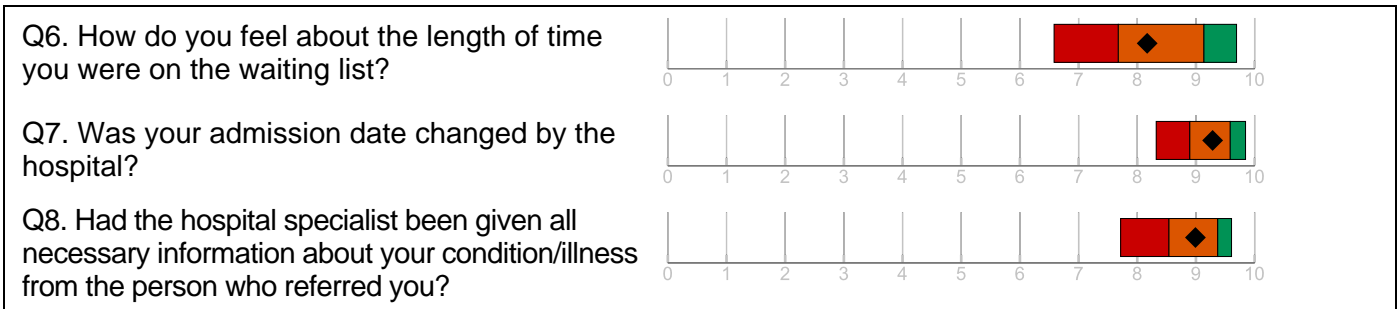 Q6. How do you feel about the length of time
you were on the waiting list?
0 1 2 3 4 5 6 7 8 9 10
Q7. Was your admission date changed by the
hospital?
0 1 2 3 4 5 6 7 8 9 10
Q8. Had the hospital specialist been given all
necessary information about your condition/illness
from the person who referred you?
0 1 2 3 4 5 6 7 8 9 10